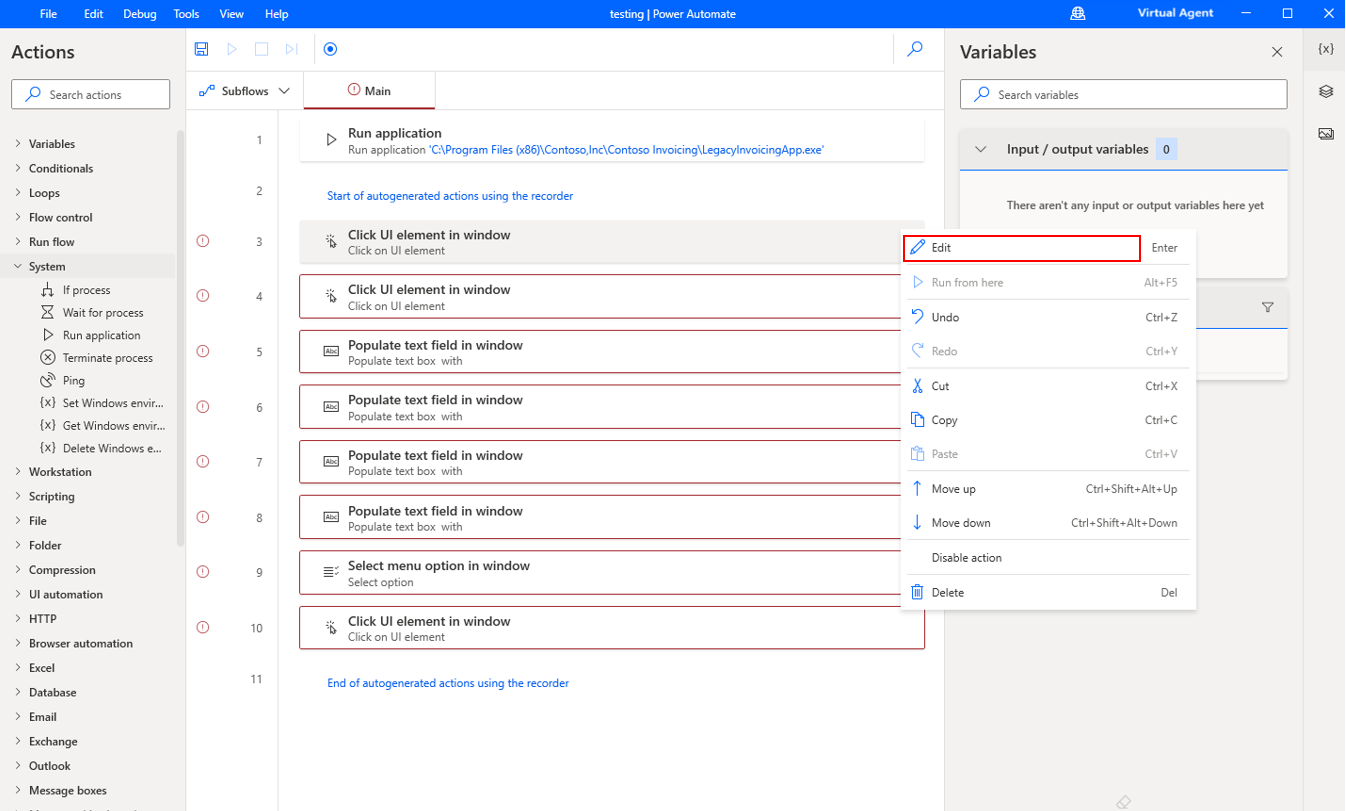 File Edit Debug Tools View Help
testing | Power Automate
Virtual Agent
Actions
Search actions
Variables
Conditionals
Loops
Flow control
Run flow
System
If process
Wait for process
Run application
Terminate process
Ping
{x} Set Windows envir...
{x} Get Windows envir...
{x} Delete Windows e...
Workstation
Scripting
File
Folder
Compression
UI automation
HTTP
Browser automation
Excel
Database
Email
Exchange
Outlook
Message boxes
Subflows
Main
1
Run application
Run application 'C:\Program Files (x86)\Contoso,Inc\Contoso Invoicing\LegacyInvoicingApp.exe'
2
Start of autogenerated actions using the recorder
3
Click UI element in window
Click on UI element
4
Click UI element in window
Click on UI element
5
Abc
Populate text field in window
Populate text box with
6
Abc
Populate text field in window
Populate text box with
7
Abc
Populate text field in window
Populate text box with
8
Abc
Populate text field in window
Populate text box with
9
Select menu option in window
Select option
10
Click UI element in window
Click on UI element
11
End of autogenerated actions using the recorder
Variables
{x}
Search variables
Input / output variables 0
There aren't any input or output variables here yet
Edit Enter
Run from here Alt+F5
Undo Ctrl+Z
Redo Ctrl+Y
Cut Ctrl+X
Copy Ctrl+C
Paste Ctrl+V
Move up Ctrl+Shift+Alt+Up
Move down Ctrl+Shift+Alt+Down
Disable action
Delete Del